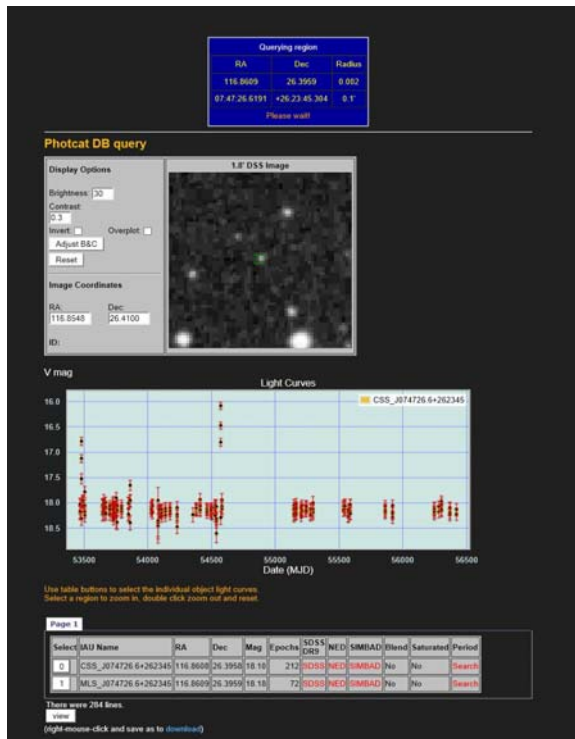 Querying region
RA Dec Radius
116.8609 26.3959 0.002
07:47:26.6191 +26:23:45.304 0.1'
Please wait!
Photcat DB query
Display Options
1.8' DSS Image
Brightness: 30
Contrast:
0.3
Invert: Overplot:
Adjust B&C
Reset
Image Coordinates
RA: Dec:
116.8548 26.4100
ID:
V mag
Light Curves
CSS_J074726.6+262345
16.0
16.5
17.0
17.5
18.0
18.5
53500 54000 54500 55000 55500 56000 56500
Date (MJD)
Use table buttons to select the individual object light curves.
Select a region to zoom in, double click zoom out and reset.
Page 1
Select IAU Name RA Dec Mag Epochs SDSS DR9 NED SIMBAD Blend Saturated Period
0 CSS_J074726.6+262345 116.8608 26.3958 18.10 212 SDSS NED SIMBAD No No Search
1 MLS_J074726.6+262345 116.8609 26.3959 18.18 72 SDSS NED SIMBAD No No Search
There were 284 lines.
view
(right-mouse-click and save as to download)